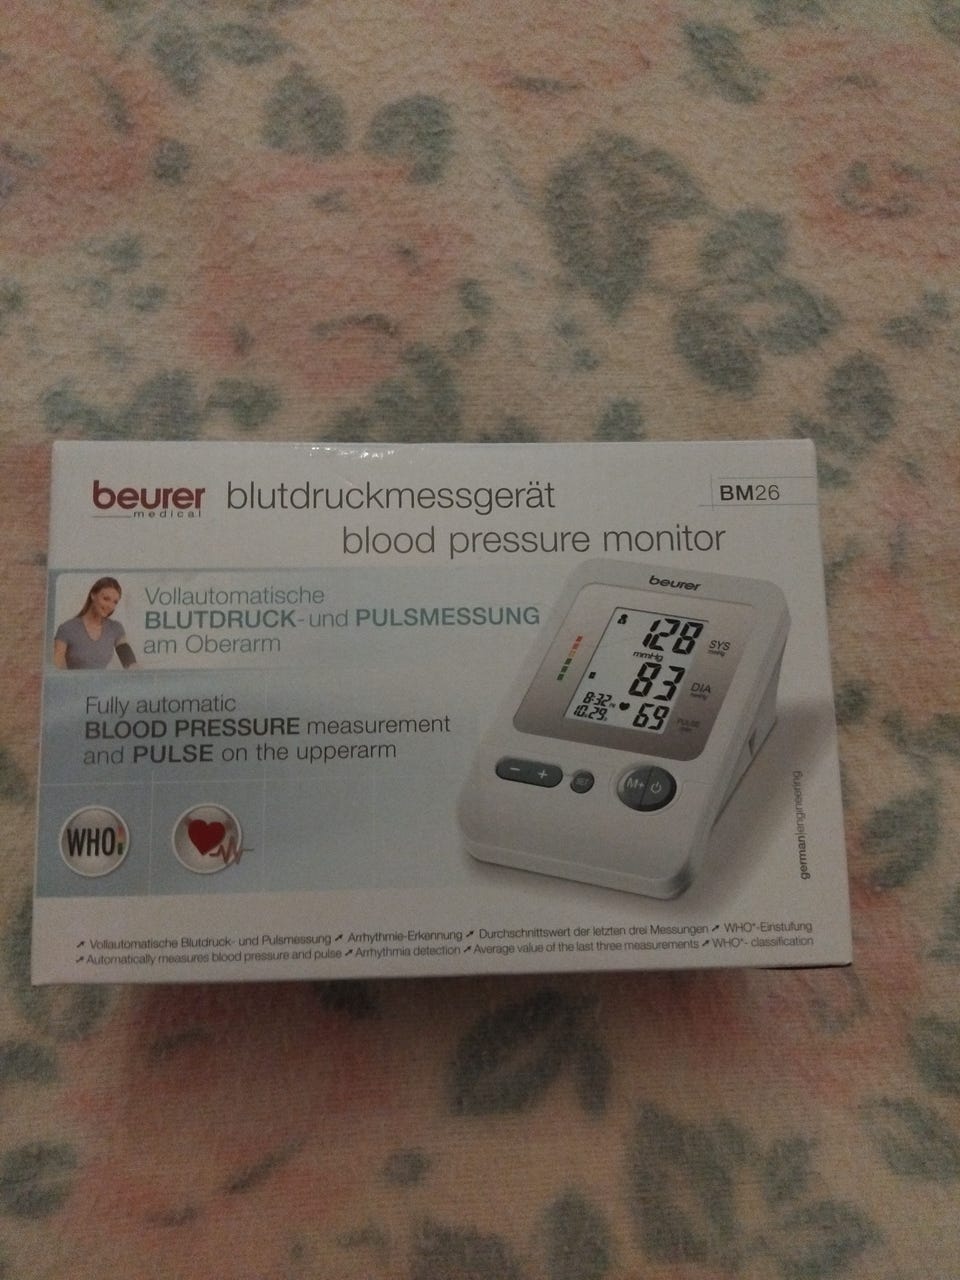 beurer
medical
blutdruckmessgerät
BM26
blood pressure monitor
Vollautomatische
BLUTDRUCK- und PULSMESSUNG
am Oberarm
Fully automatic
BLOOD PRESSURE measurement
and PULSE on the upperarm
WHO
beurer
128
SYS
mmHg
mmHg
83
DIA
mmHg
8:32
10.29
69
PULSE
- +
SET
M+
germanengineering
↗ Vollautomatische Blutdruck- und Pulsmessung ↗ Arrhythmie-Erkennung ↗ Durchschnittswert der letzten drei Messungen ↗ WHO*-Einstufung
↗ Automatically measures blood pressure and pulse ↗ Arrhythmia detection ↗ Average value of the last three measurements ↗ WHO*- classification